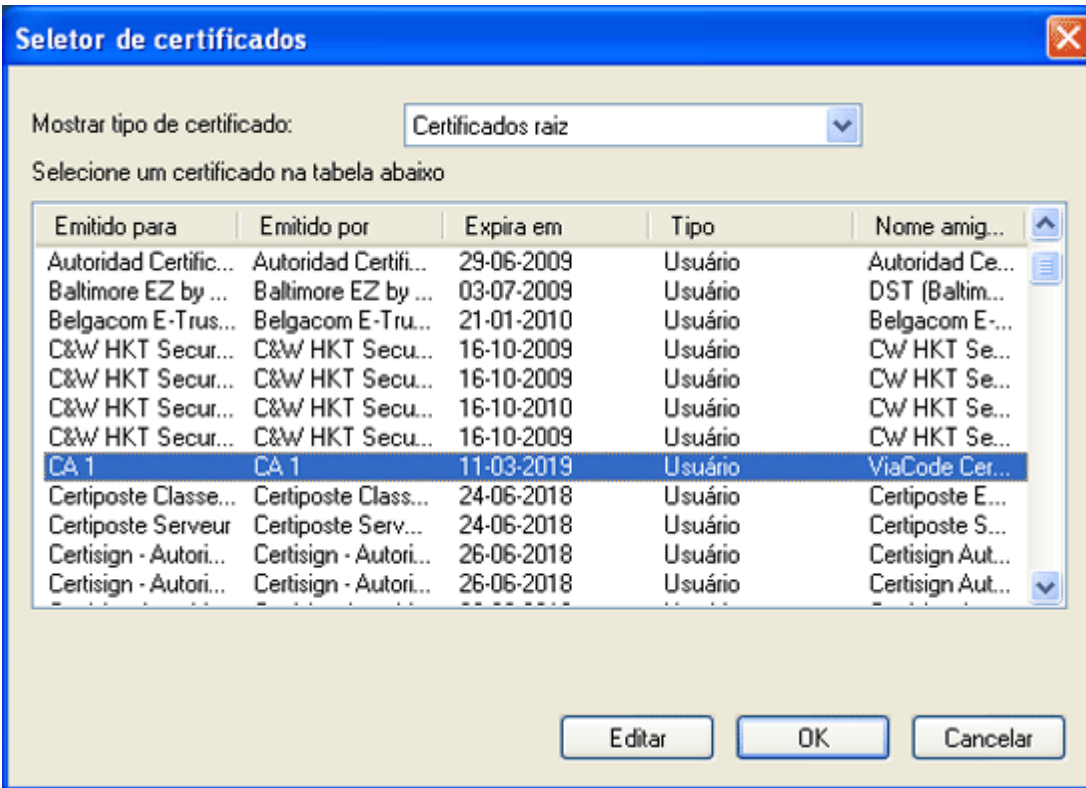 Seletor de certificados
Mostrar tipo de certificado: Certificados raiz
Selecione um certificado na tabela abaixo
Emitido para Emitido por Expira em Tipo Nome amig...
Autoridad Certific... Autoridad Certifi... 29-06-2009 Usuário Autoridad Ce...
Baltimore EZ by ... Baltimore EZ by ... 03-07-2009 Usuário DST (Baltim...
Belgacom E-Trus... Belgacom E-Tru... 21-01-2010 Usuário Belgacom E-...
C&W HKT Secur... C&W HKT Secu... 16-10-2009 Usuário CW HKT Se...
C&W HKT Secur... C&W HKT Secu... 16-10-2009 Usuário CW HKT Se...
C&W HKT Secur... C&W HKT Secu... 16-10-2010 Usuário CW HKT Se...
C&W HKT Secur... C&W HKT Secu... 16-10-2009 Usuário CW HKT Se...
CA 1 CA 1 11-03-2019 Usuário ViaCode Cer...
Certiposte Classe... Certiposte Class... 24-06-2018 Usuário Certiposte E...
Certiposte Serveur Certiposte Serv... 24-06-2018 Usuário Certiposte S...
Certisign - Autori... Certisign - Autori... 26-06-2018 Usuário Certisign Aut...
Certisign - Autori... Certisign - Autori... 26-06-2018 Usuário Certisign Aut...
Editar OK Cancelar